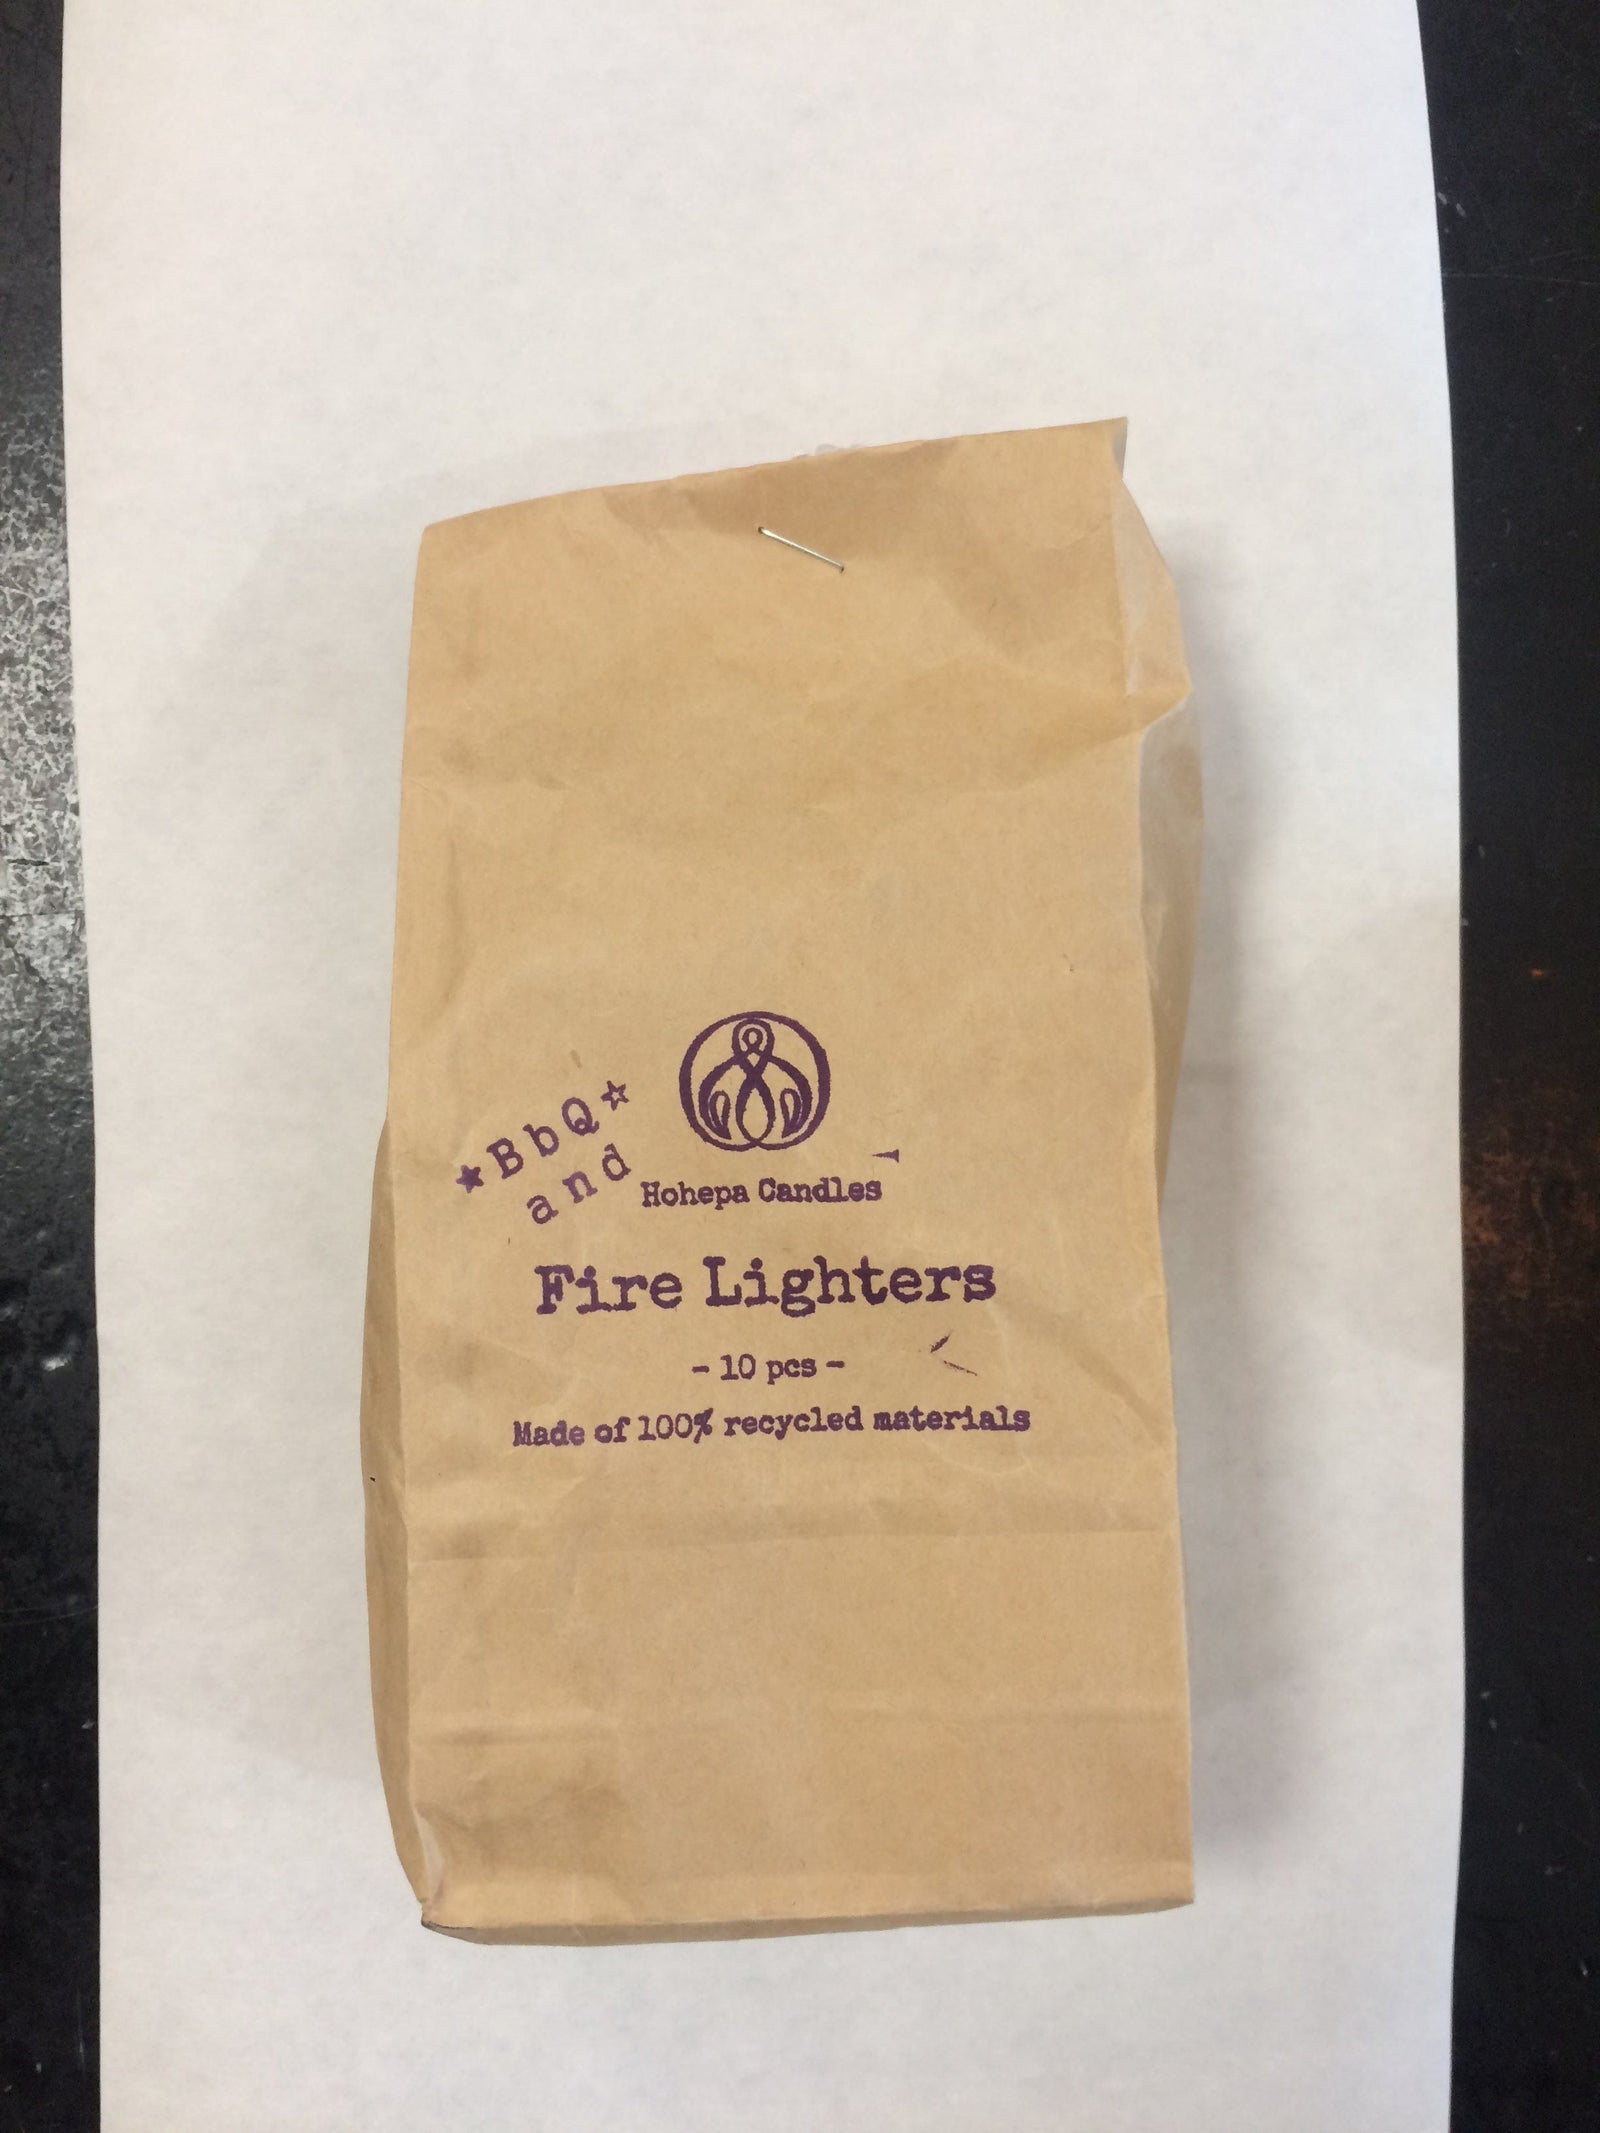 ★BbQ☆
and
Hohepa Candles
Fire Lighters
- 10 pcs -
Made of 100% recycled materials